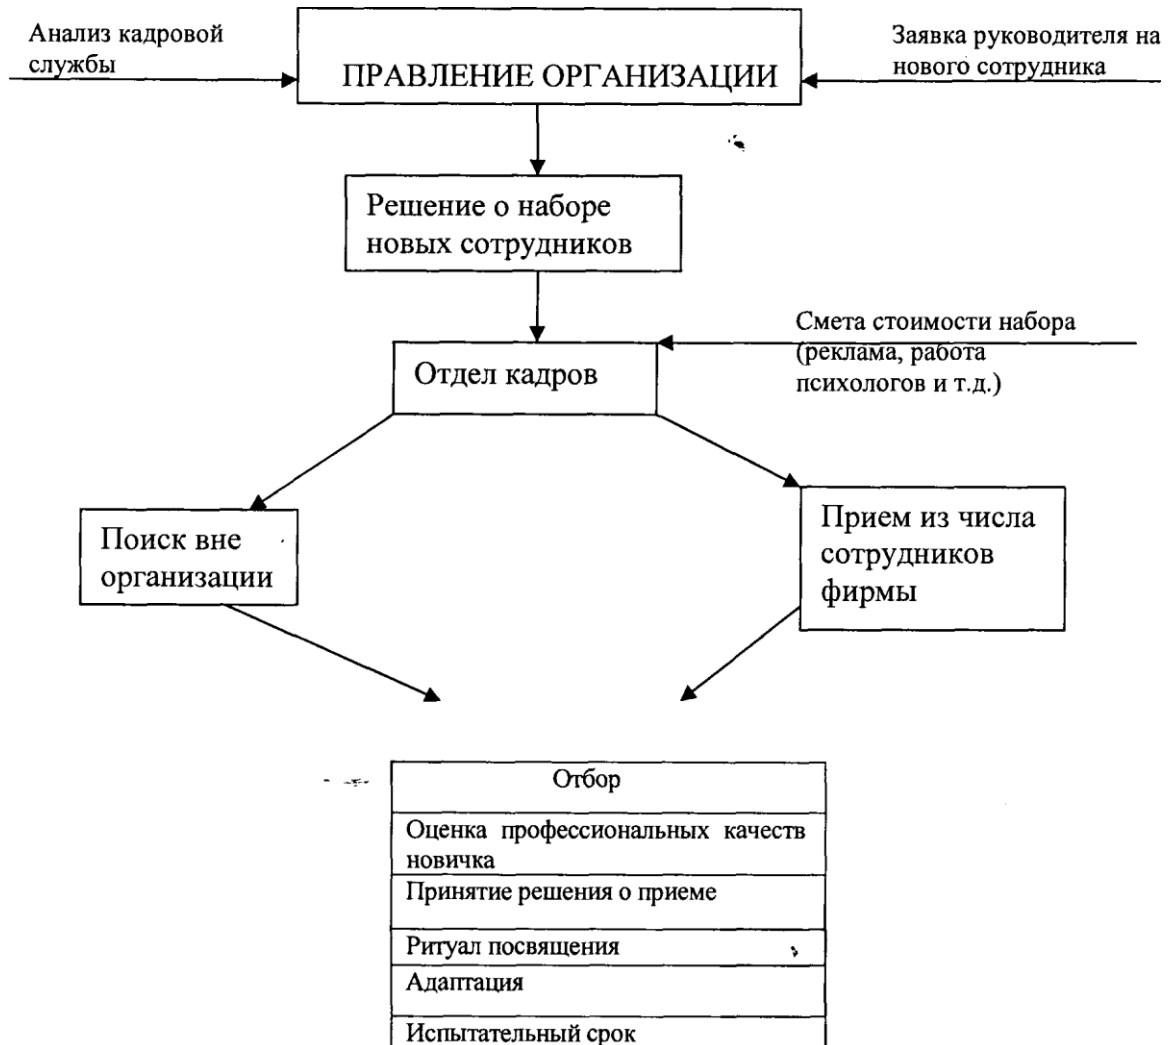 Анализ кадровой
службы
ПРАВЛЕНИЕ ОРГАНИЗАЦИИ
Заявка руководителя на
нового сотрудника
Решение о наборе
новых сотрудников
Смета стоимости набора
(реклама, работа
психологов и т.д.)
Отдел кадров
Поиск вне
организации
Прием из числа
сотрудников
фирмы
Отбор
Оценка профессиональных качеств
новичка
Принятие решения о приеме
Ритуал посвящения
Адаптация
Испытательный срок